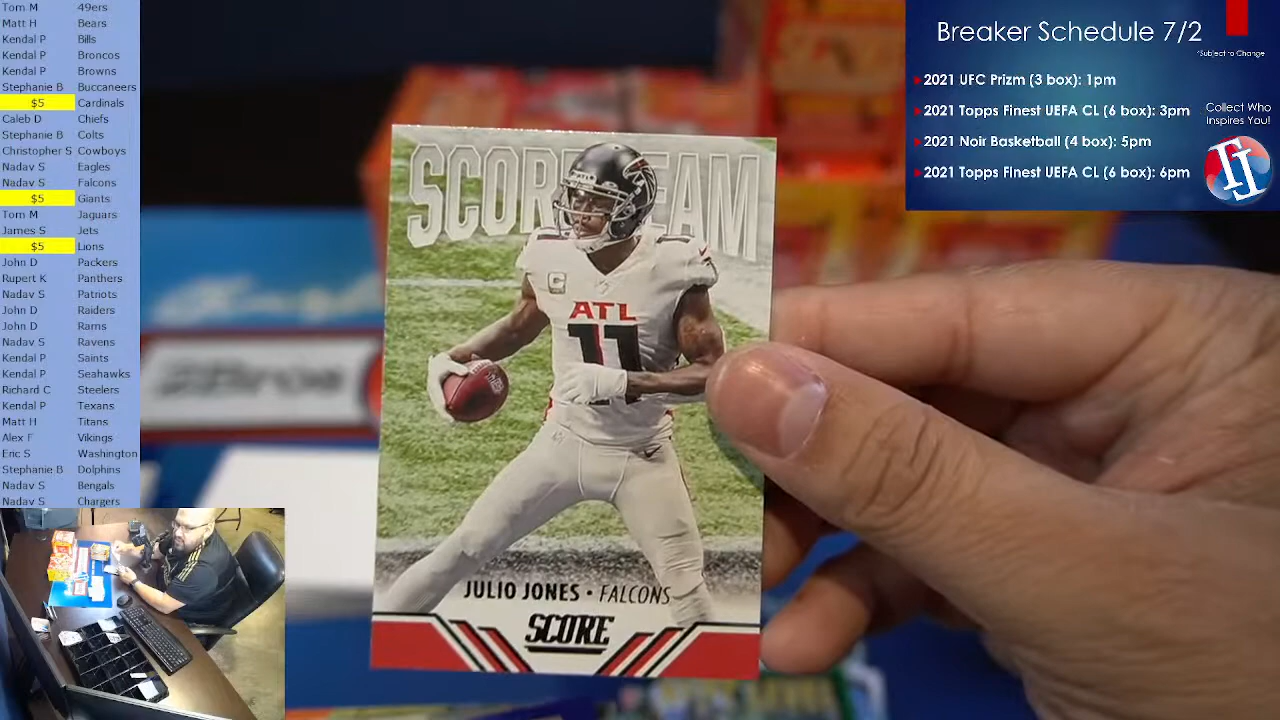 Tom M 49ers
Matt H Bears
Kendal P Bills
Kendal P Broncos
Kendal P Browns
Stephanie B Buccaneers
$5 Cardinals
Caleb D Chiefs
Stephanie B Colts
Christopher S Cowboys
Nadav S Eagles
Nadav S Falcons
$5 Giants
Tom M Jaguars
James S Jets
$5 Lions
John D Packers
Rupert K Panthers
Nadav S Patriots
John D Raiders
John D Rams
Nadav S Ravens
Kendal P Saints
Kendal P Seahawks
Richard C Steelers
Kendal P Texans
Matt H Titans
Alex F Vikings
Eric S Washington
Stephanie B Dolphins
Nadav S Bengals
Nadav S Chargers
SCORE TEAM
ATL
11
JULIO JONES • FALCONS
SCORE
Breaker Schedule 7/2
*Subject to Change
2021 UFC Prizm (3 box): 1pm
2021 Topps Finest UEFA CL (6 box): 3pm
2021 Noir Basketball (4 box): 5pm
2021 Topps Finest UEFA CL (6 box): 6pm
Collect Who
Inspires You!